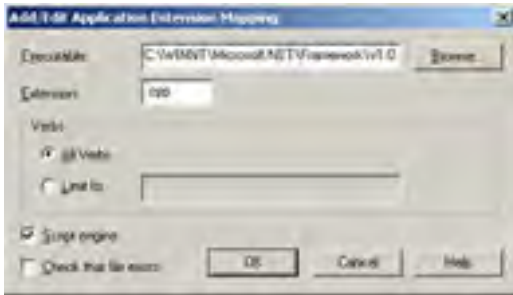 Add/Edit Application Extension Mapping
Executable: C:\WINNT\Microsoft.NET\Framework\v1.0 Browse...
Extension:
Verbs
All Verbs
Limit to:
Script engine
Check that file exists
OK Cancel Help